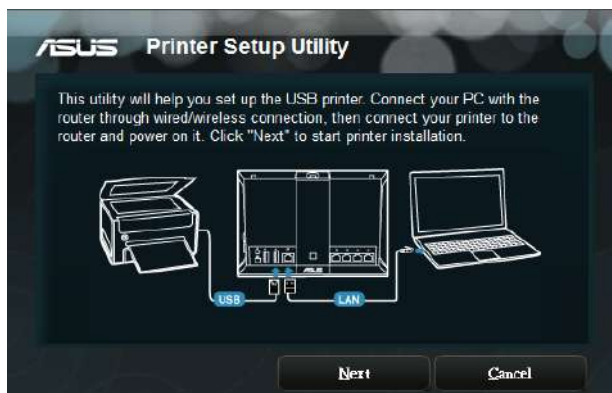 ASUS Printer Setup Utility
This utility will help you set up the USB printer. Connect your PC with the
router through wired/wireless connection, then connect your printer to the
router and power on it. Click "Next" to start printer installation.
ASUS
USB
LAN
Next
Cancel